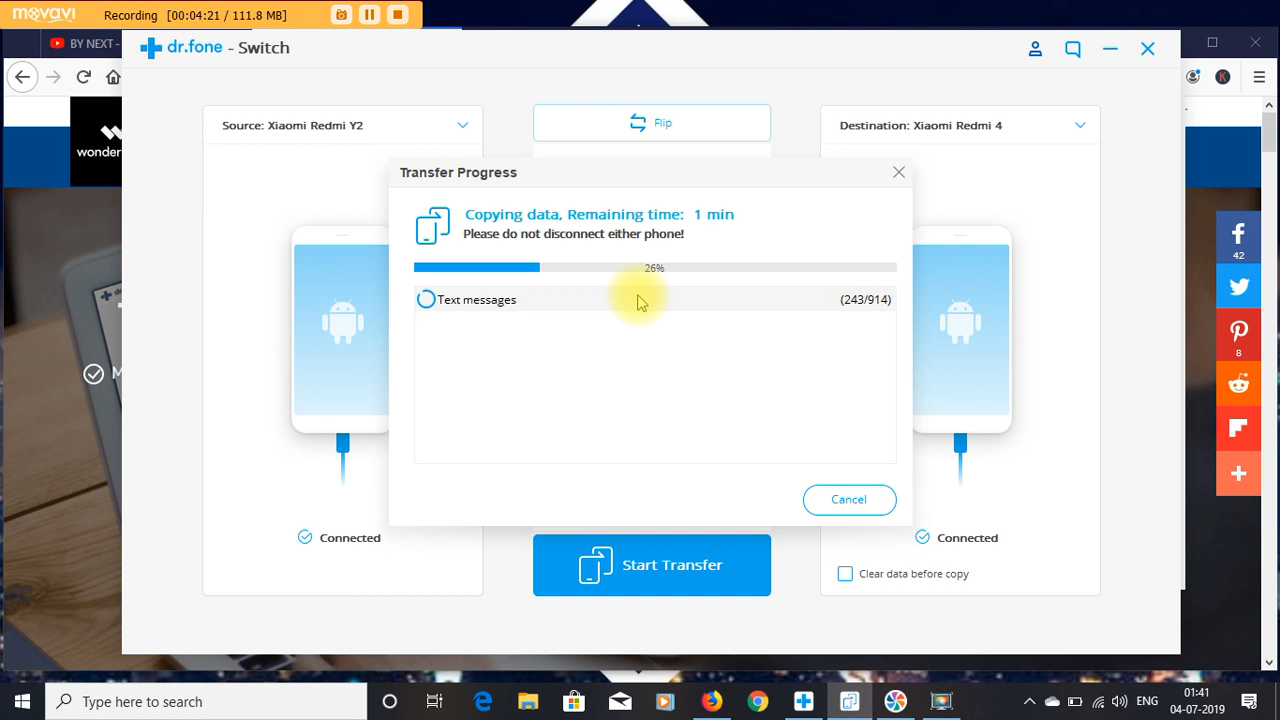 movavi
Recording [00:04:21 / 111.8 MB]
BY NEXT -
dr.fone - Switch
wonder
Source: Xiaomi Redmi Y2
Flip
Destination: Xiaomi Redmi 4
Transfer Progress
Copying data, Remaining time: 1 min
Please do not disconnect either phone!
26%
Text messages
(243/914)
42
8
M
Cancel
Connected
Connected
Start Transfer
Clear data before copy
Type here to search
K
ENG
01:41
04-07-2019